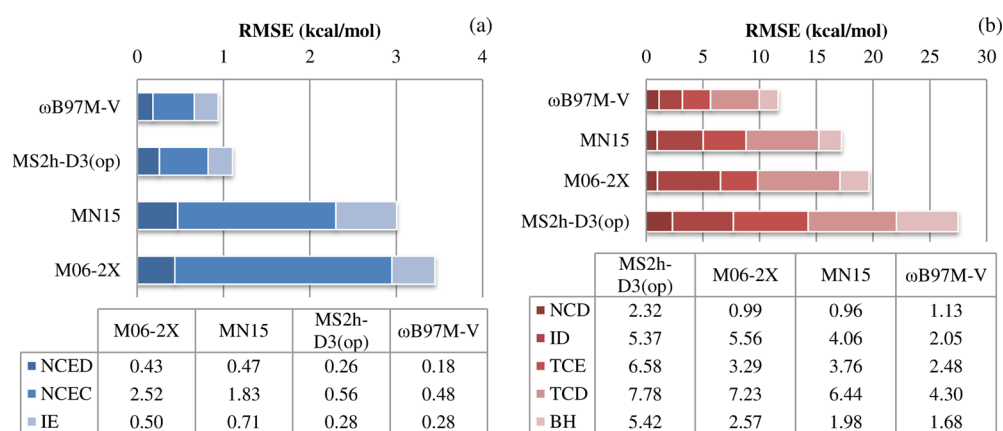 RMSE (kcal/mol) (a)
0 1 2 3 4
ωB97M-V
MS2h-D3(op)
MN15
M06-2X
M06-2X MN15 MS2h-D3(op) ωB97M-V
NCED 0.43 0.47 0.26 0.18
NCEC 2.52 1.83 0.56 0.48
IE 0.50 0.71 0.28 0.28
RMSE (kcal/mol) (b)
0 5 10 15 20 25 30
ωB97M-V
MN15
M06-2X
MS2h-D3(op)
MS2h-D3(op) M06-2X MN15 ωB97M-V
NCD 2.32 0.99 0.96 1.13
ID 5.37 5.56 4.06 2.05
TCE 6.58 3.29 3.76 2.48
TCD 7.78 7.23 6.44 4.30
BH 5.42 2.57 1.98 1.68